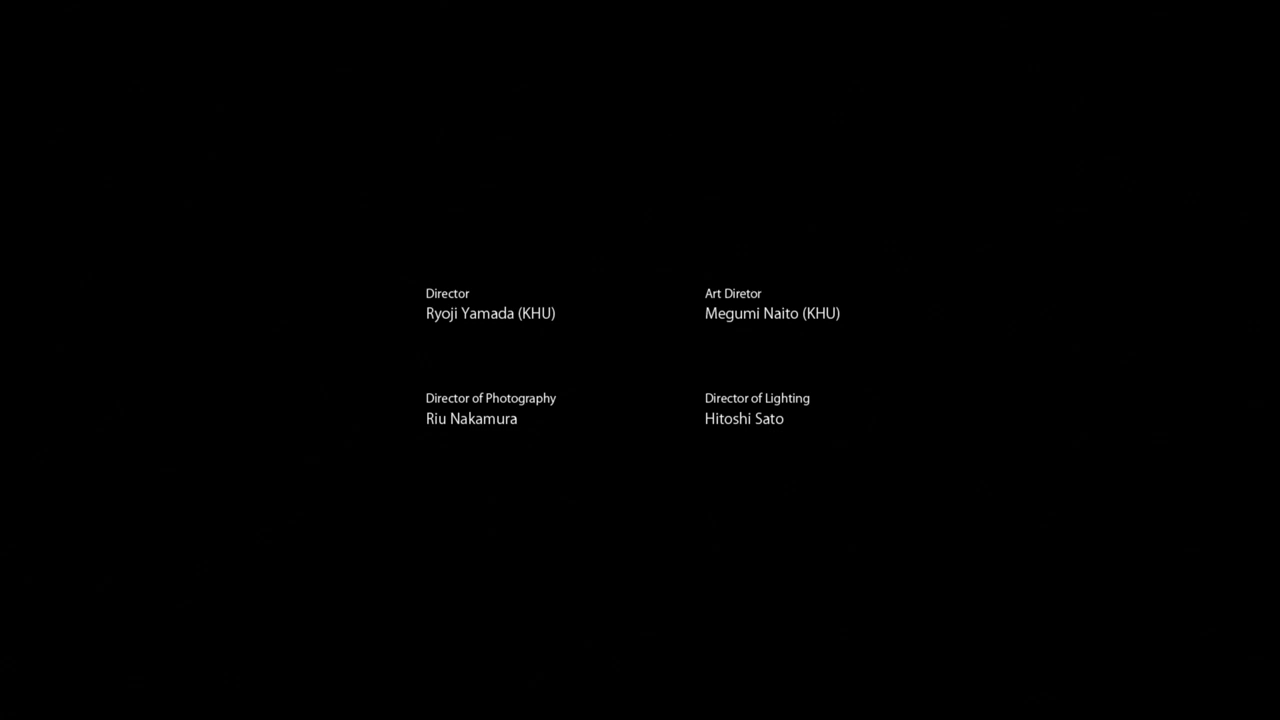 Director
Ryoji Yamada (KHU)
Art Diretor
Megumi Naito (KHU)
Director of Photography
Riu Nakamura
Director of Lighting
Hitoshi Sato